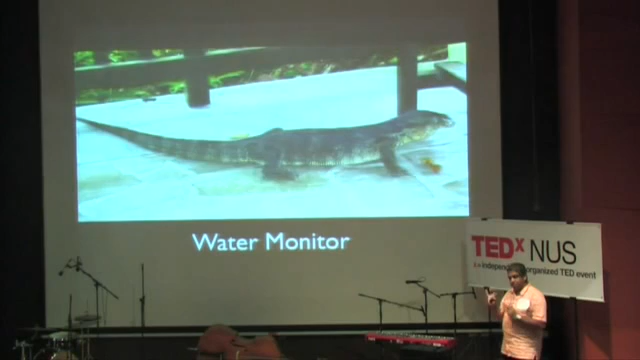 Water Monitor
TEDx NUS
x = independently organized TED event